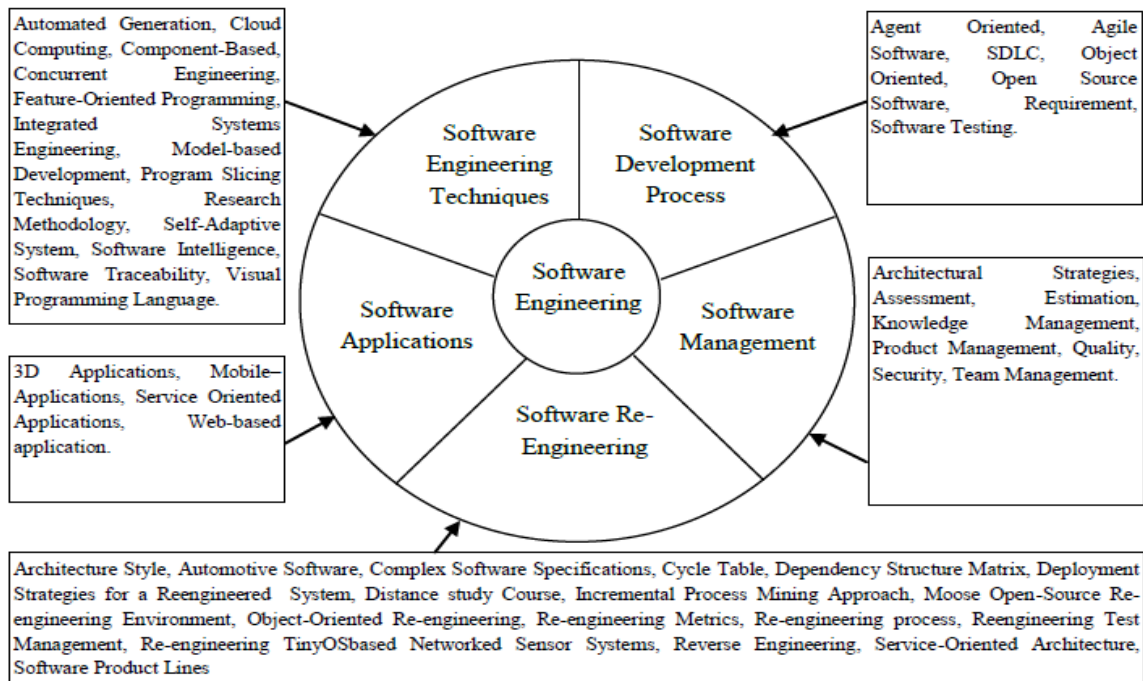 Automated Generation, Cloud
Computing, Component-Based,
Concurrent Engineering,
Feature-Oriented Programming,
Integrated Systems
Engineering, Model-based
Development, Program Slicing
Techniques, Research
Methodology, Self-Adaptive
System, Software Intelligence,
Software Traceability, Visual
Programming Language.
Agent Oriented, Agile
Software, SDLC, Object
Oriented, Open Source
Software, Requirement,
Software Testing.
Software
Engineering
Techniques
Software
Development
Process
Software
Engineering
Software
Applications
Software
Management
Software Re-
Engineering
Architectural Strategies,
Assessment, Estimation,
Knowledge Management,
Product Management, Quality,
Security, Team Management.
3D Applications, Mobile–
Applications, Service Oriented
Applications, Web-based
application.
Architecture Style, Automotive Software, Complex Software Specifications, Cycle Table, Dependency Structure Matrix, Deployment
Strategies for a Reengineered System, Distance study Course, Incremental Process Mining Approach, Moose Open-Source Re-
engineering Environment, Object-Oriented Re-engineering, Re-engineering Metrics, Re-engineering process, Reengineering Test
Management, Re-engineering TinyOSbased Networked Sensor Systems, Reverse Engineering, Service-Oriented Architecture,
Software Product Lines